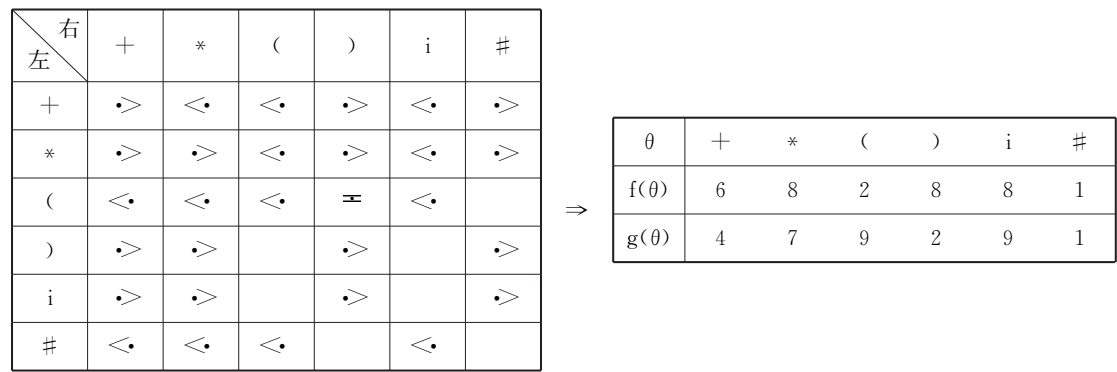 右
左 + * ( ) i #
+ ·> <· <· ·> <· ·>
* ·> ·> <· ·> <· ·>
( <· <· <· ≖ <·
) ·> ·> ·> ·>
i ·> ·> ·> ·>
# <· <· <· <·
⇒
θ + * ( ) i #
f(θ) 6 8 2 8 8 1
g(θ) 4 7 9 2 9 1